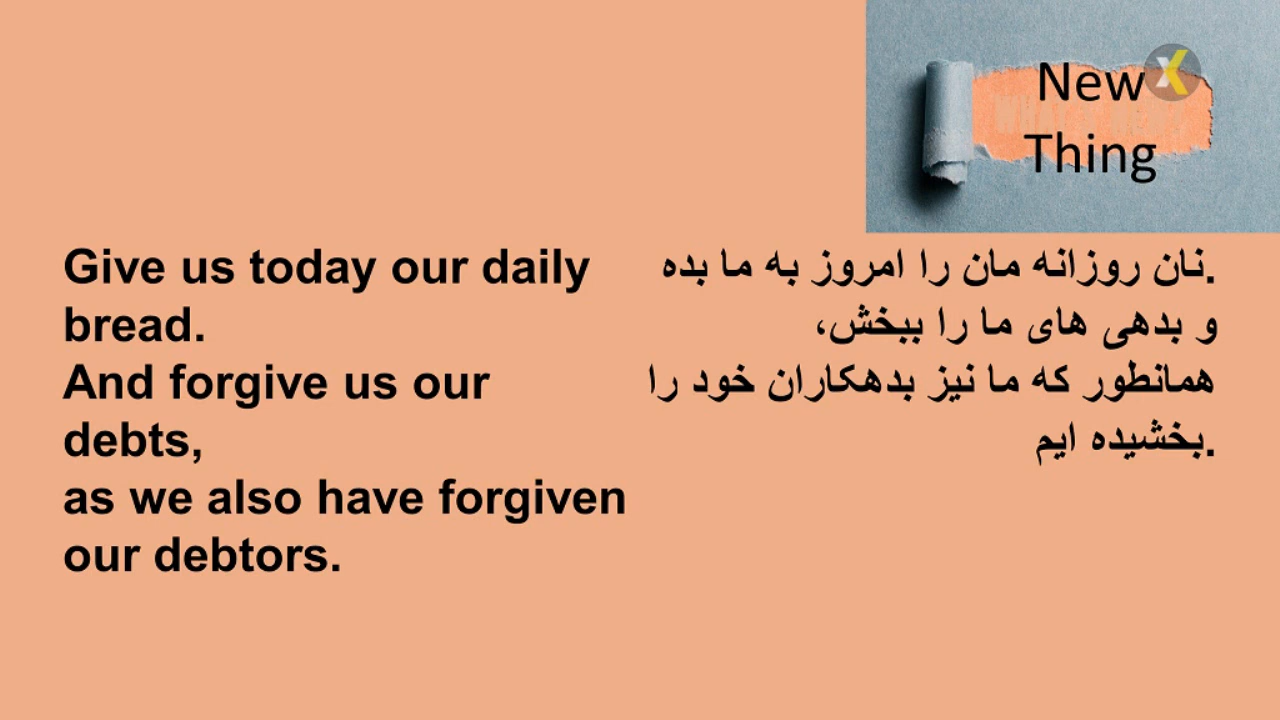 New
Thing
Give us today our daily
bread.
And forgive us our
debts,
as we also have forgiven
our debtors.
نان روزانه مان را امروز به ما بده.
و بدهی های ما را ببخش،
همانطور که ما نیز بدهکاران خود را
بخشیده ایم.